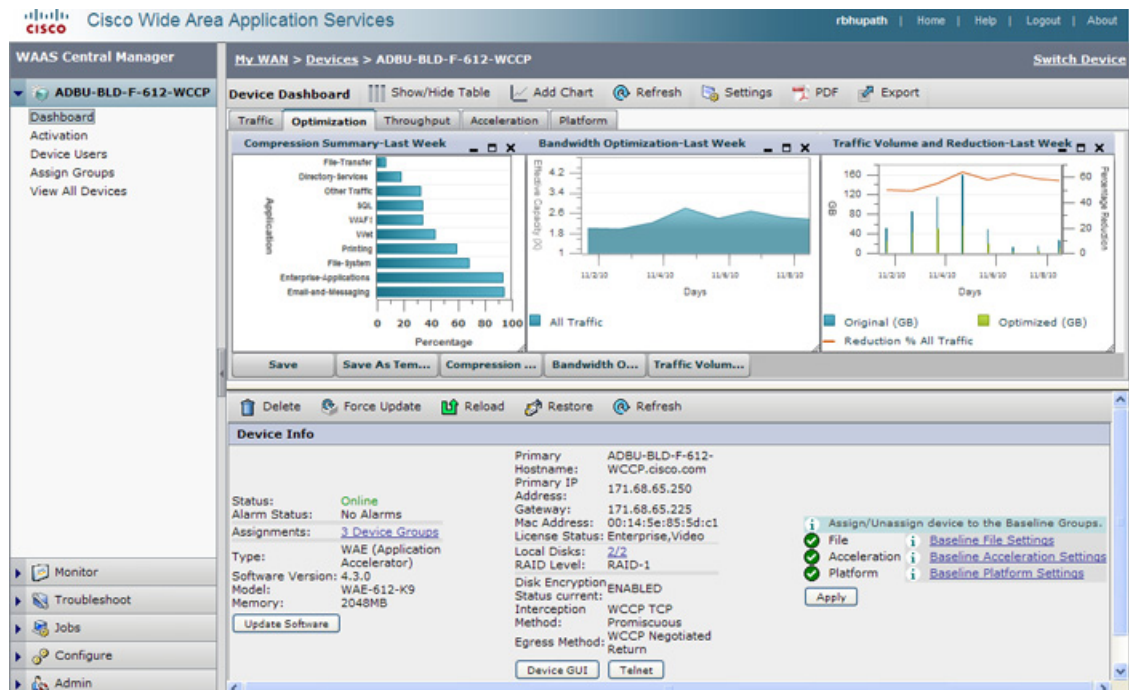 cisco Cisco Wide Area Application Services
rbhupath | Home | Help | Logout | About
WAAS Central Manager
My WAN > Devices > ADBU-BLD-F-612-WCCP
Switch Device
ADBU-BLD-F-612-WCCP
Dashboard
Activation
Device Users
Assign Groups
View All Devices
Device Dashboard Show/Hide Table Add Chart Refresh Settings PDF Export
Traffic Optimization Throughput Acceleration Platform
Compression Summary-Last Week
Application
File-Transfer
Directory-Services
Other Traffic
SQL
WAFS
Web
Printing
File-System
Enterprise-Applications
Email-and-Messaging
0 20 40 60 80 100
Percentage
Bandwidth Optimization-Last Week
Effective Capacity (X)
4.2
3.4
2.6
1.8
1
11/2/10 11/4/10 11/6/10 11/8/10
Days
All Traffic
Traffic Volume and Reduction-Last Week
GB
160
120
80
40
0
60
40
20
0
Percentage Reduction
11/2/10 11/4/10 11/6/10 11/8/10
Days
Original (GB) Optimized (GB)
Reduction % All Traffic
Save Save As Tem... Compression ... Bandwidth O... Traffic Volum...
Delete Force Update Reload Restore Refresh
Device Info
Status: Online
Alarm Status: No Alarms
Assignments: 3 Device Groups
Type: WAE (Application
Accelerator)
Software Version: 4.3.0
Model: WAE-612-K9
Memory: 2048MB
Update Software
Primary ADBU-BLD-F-612-
Hostname: WCCP.cisco.com
Primary IP
Address: 171.68.65.250
Gateway: 171.68.65.225
Mac Address: 00:14:5e:85:5d:c1
License Status: Enterprise,Video
Local Disks: 2/2
RAID Level: RAID-1
Disk Encryption
Status current: ENABLED
Interception WCCP TCP
Method: Promiscuous
Egress Method: WCCP Negotiated
Return
Device GUI Telnet
Assign/Unassign device to the Baseline Groups.
File Baseline File Settings
Acceleration Baseline Acceleration Settings
Platform Baseline Platform Settings
Apply
Monitor
Troubleshoot
Jobs
Configure
Admin